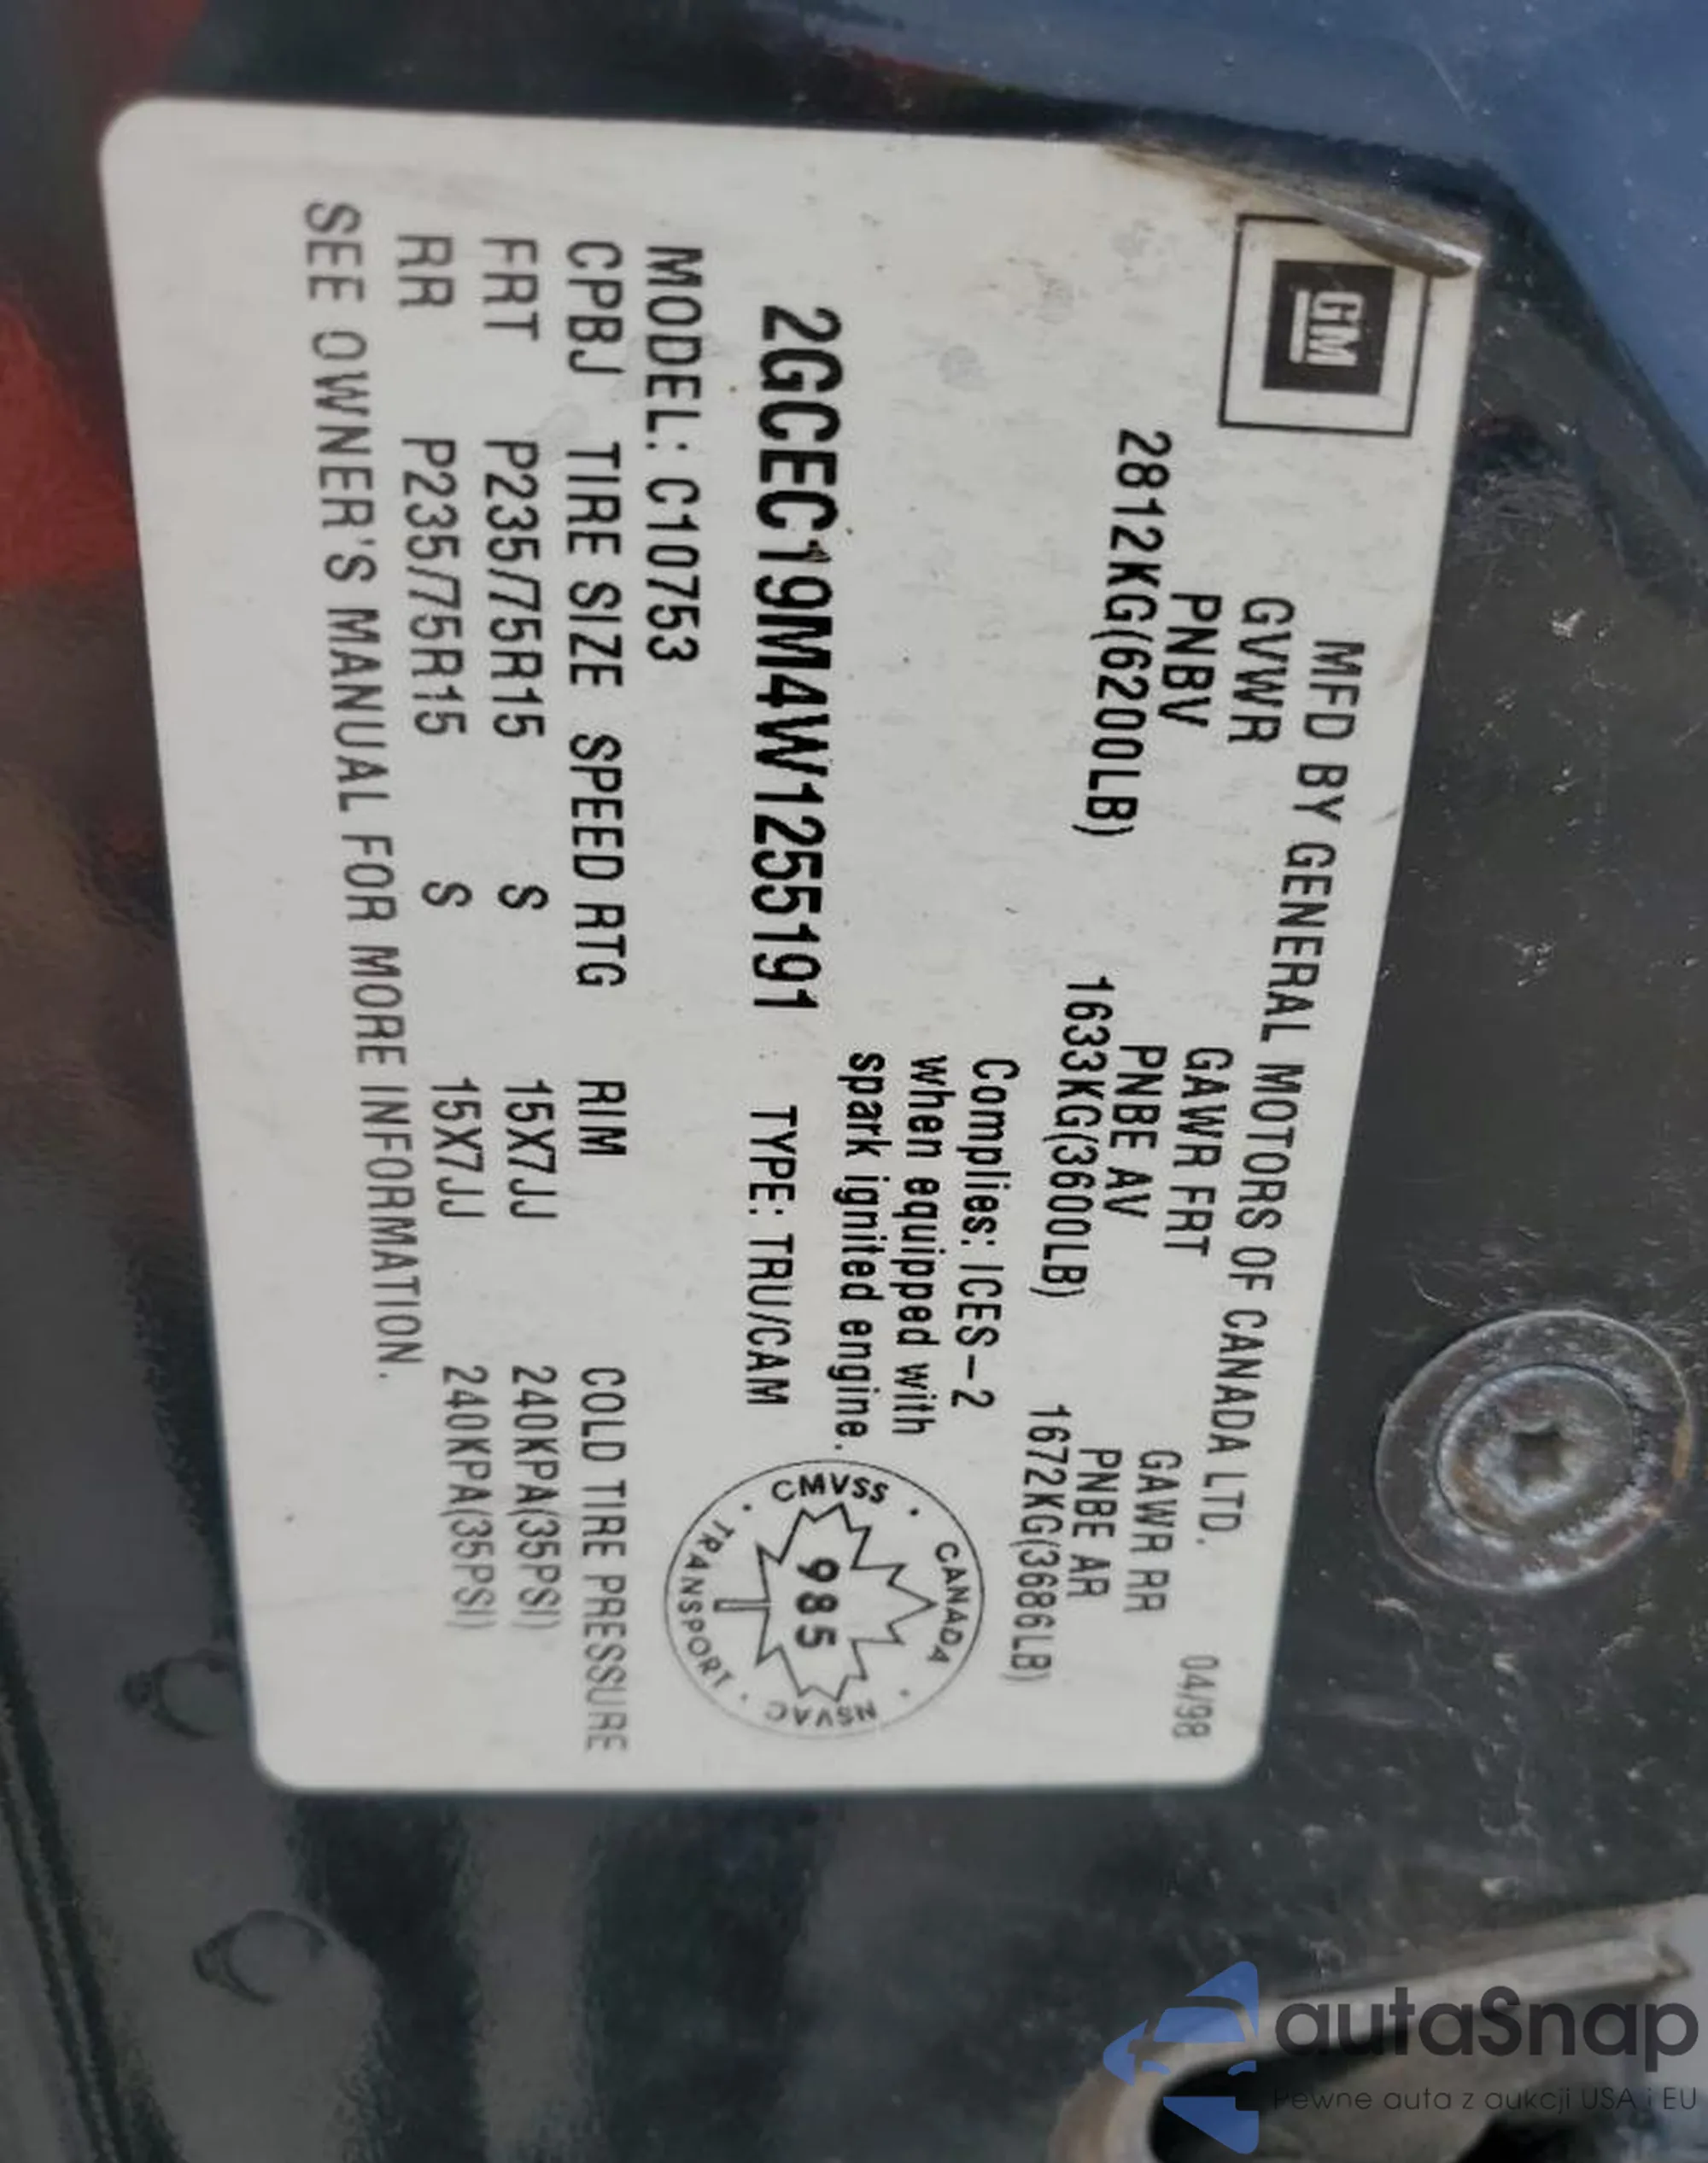 GM
MFD BY GENERAL MOTORS OF CANADA LTD.
04/98
GVWR GAWR FRT GAWR RR
PNBV PNBE AV PNBE AR
2812KG(6200LB) 1633KG(3600LB) 1672KG(3686LB)
Complies: ICES-2
when equipped with
spark ignited engine.
2GCEC19M4W1255191 TYPE: TRU/CAM
CANADA
CMVSS 985 NSVAC
TRANSPORT
MODEL: C10753
CPBJ TIRE SIZE SPEED RTG RIM COLD TIRE PRESSURE
FRT P235/75R15 S 15X7JJ 240KPA(35PSI)
RR P235/75R15 S 15X7JJ 240KPA(35PSI)
SEE OWNER'S MANUAL FOR MORE INFORMATION.
autaSnap
Pewne auta z aukcji USA i EU